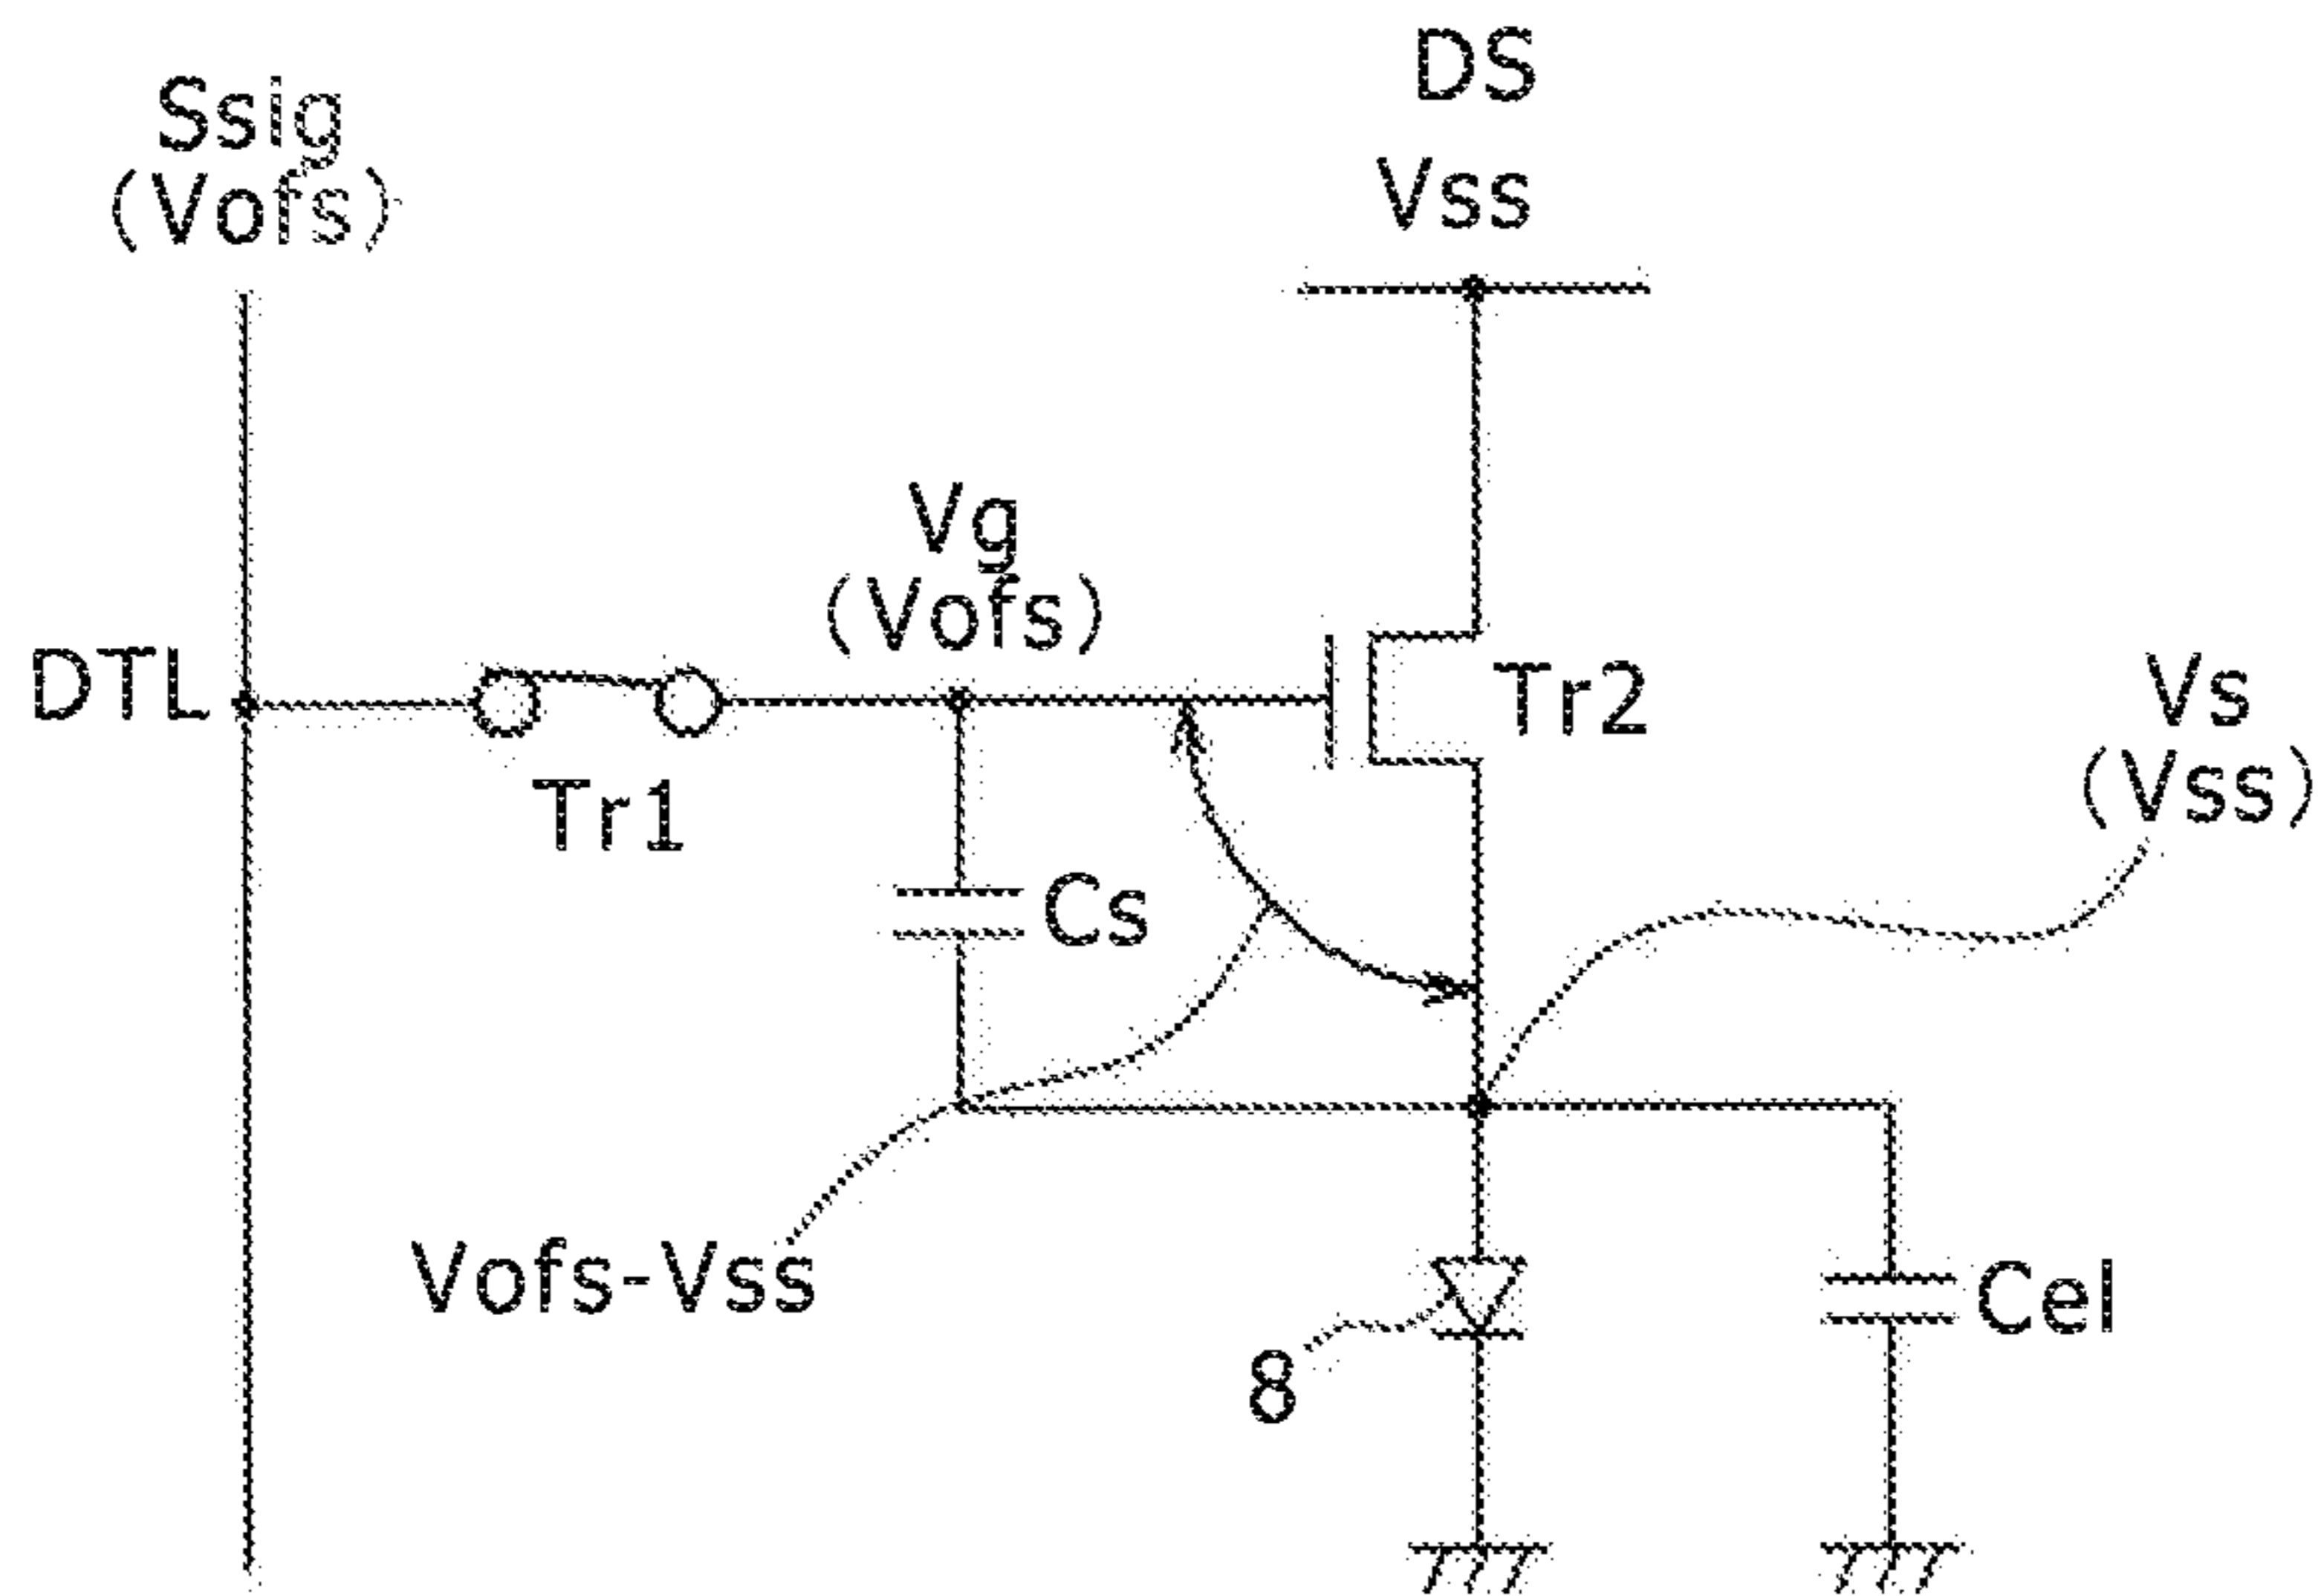 DS
Ssig
Vss
(Vofs)
Vg
(Vofs)
DTL
Tr2
Vs
(Vss)
Tr1
Cs
Vofs-Vss
Cel
8